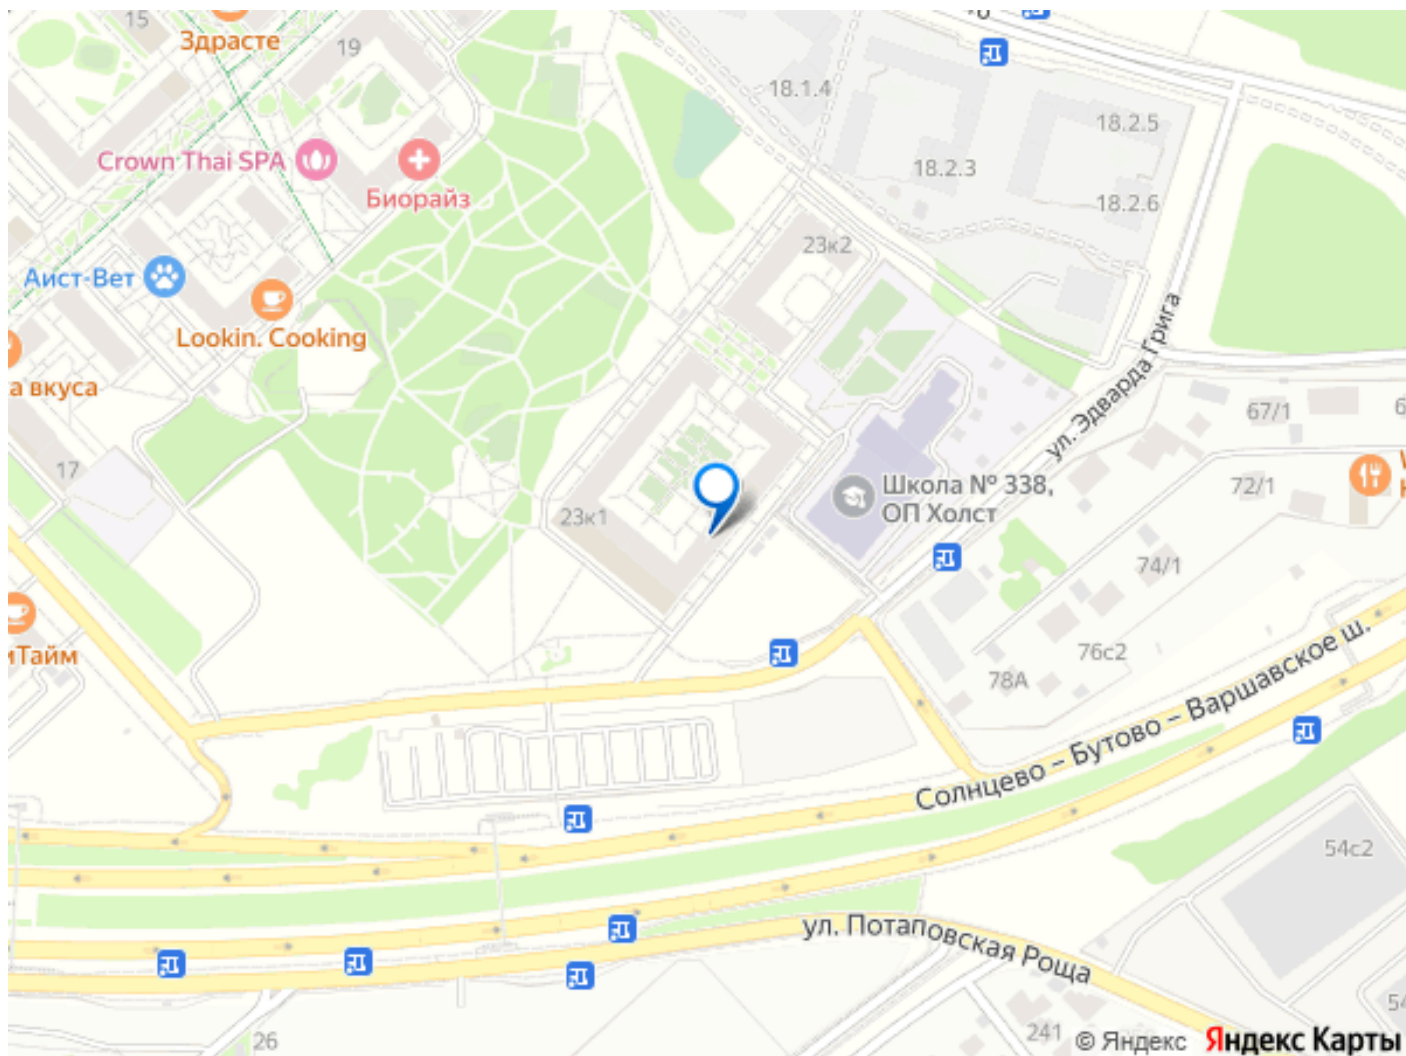 15
Здрасте
19
18.1.4
18.2.5
18.2.3
18.2.6
Crown Thai SPA
Биорайз
23к2
Аист-Вет
Lookin. Cooking
а вкуса
17
23к1
Школа № 338,
ОП Холст
ул. Эдварда Грига
67/1
72/1
74/1
76с2
78А
иТайм
Солнцево – Бутово – Варшавское ш.
54с2
ул. Потаповская Роща
26
241
© Яндекс
Яндекс Карты